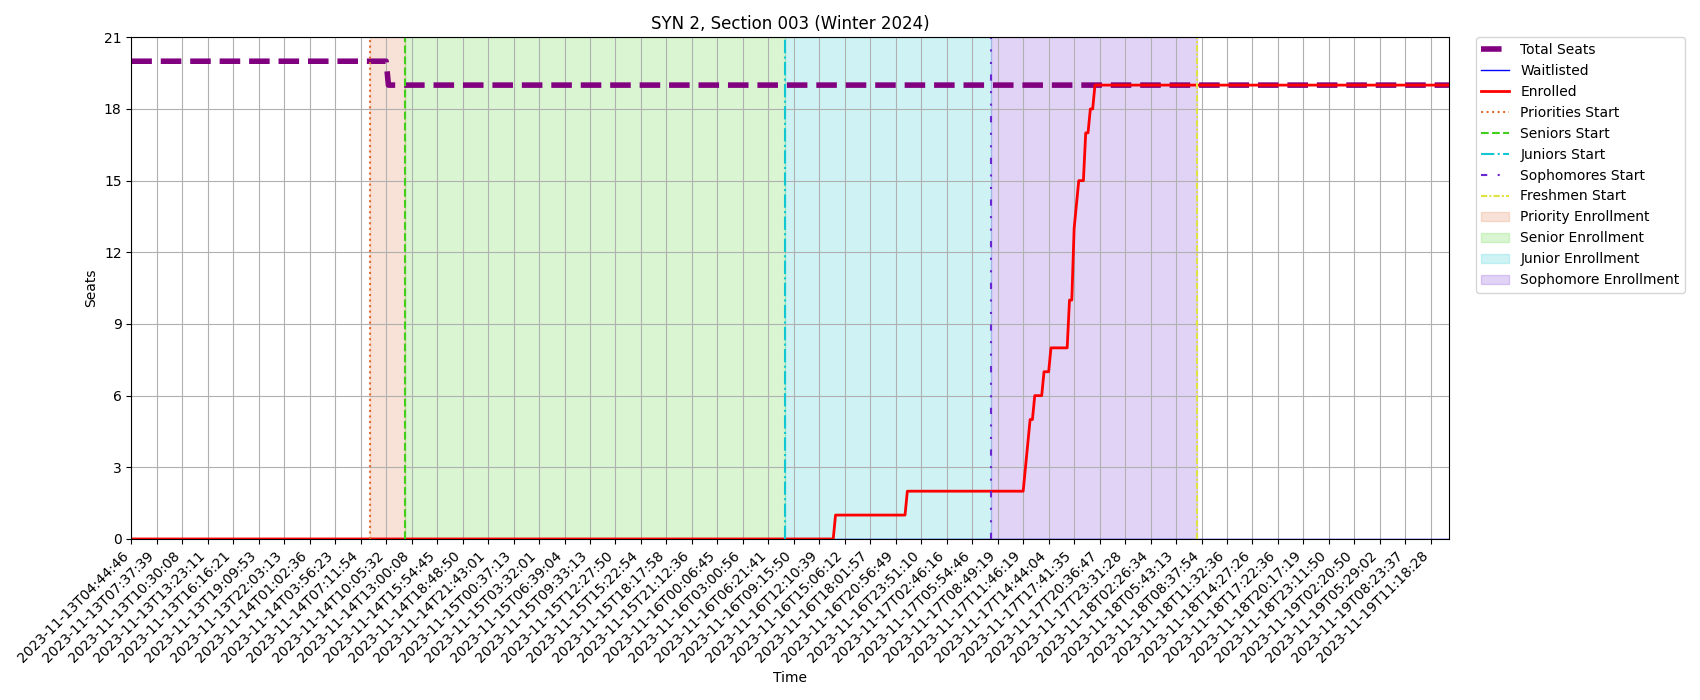 SYN 2, Section 003 (Winter 2024)
21
18
15
12
9
6
3
0
Seats
2023-11-13T04:44:46
2023-11-13T07:37:39
2023-11-13T10:30:08
2023-11-13T13:23:11
2023-11-13T16:16:21
2023-11-13T19:09:53
2023-11-13T22:03:13
2023-11-14T01:02:36
2023-11-14T03:56:23
2023-11-14T07:11:54
2023-11-14T10:05:32
2023-11-14T13:00:08
2023-11-14T15:54:45
2023-11-14T18:48:50
2023-11-14T21:43:01
2023-11-15T00:37:13
2023-11-15T03:32:01
2023-11-15T06:39:04
2023-11-15T09:33:13
2023-11-15T12:27:50
2023-11-15T15:22:54
2023-11-15T18:17:58
2023-11-15T21:12:36
2023-11-16T00:06:45
2023-11-16T03:00:56
2023-11-16T06:21:41
2023-11-16T09:15:50
2023-11-16T12:10:39
2023-11-16T15:06:12
2023-11-16T18:01:57
2023-11-16T20:56:49
2023-11-16T23:51:10
2023-11-17T02:46:16
2023-11-17T05:54:46
2023-11-17T08:49:19
2023-11-17T11:46:19
2023-11-17T14:44:04
2023-11-17T17:41:35
2023-11-17T20:36:47
2023-11-17T23:31:28
2023-11-18T02:26:34
2023-11-18T05:43:13
2023-11-18T08:37:54
2023-11-18T11:32:36
2023-11-18T14:27:26
2023-11-18T17:22:36
2023-11-18T20:17:19
2023-11-18T23:11:50
2023-11-19T02:20:50
2023-11-19T05:29:02
2023-11-19T08:23:37
2023-11-19T11:18:28
Time
Total Seats
Waitlisted
Enrolled
Priorities Start
Seniors Start
Juniors Start
Sophomores Start
Freshmen Start
Priority Enrollment
Senior Enrollment
Junior Enrollment
Sophomore Enrollment